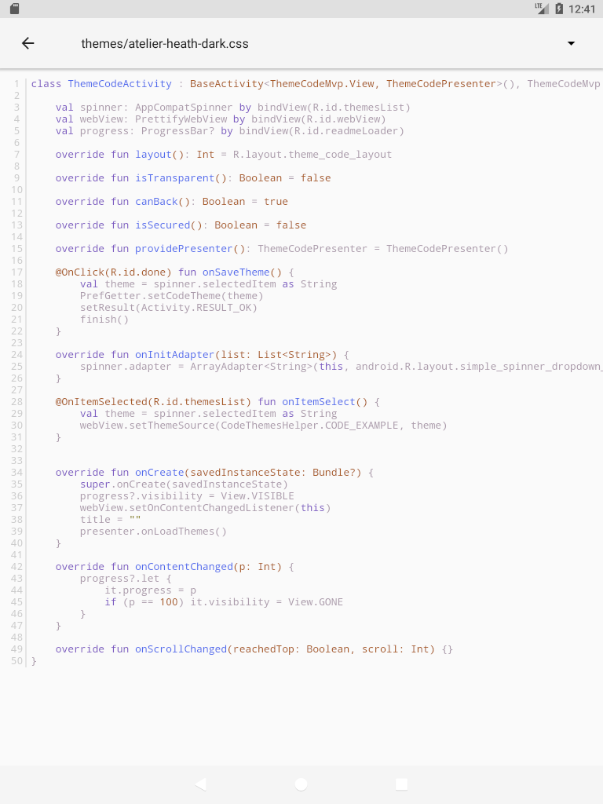 LTE 12:41
themes/atelier-heath-dark.css
1 class ThemeCodeActivity : BaseActivity<ThemeCodeMvp.View, ThemeCodePresenter>(), ThemeCodeMvp
2
3 val spinner: AppCompatSpinner by bindView(R.id.themesList)
4 val webView: PrettifyWebView by bindView(R.id.webView)
5 val progress: ProgressBar? by bindView(R.id.readmeLoader)
6
7 override fun layout(): Int = R.layout.theme_code_layout
8
9 override fun isTransparent(): Boolean = false
10
11 override fun canBack(): Boolean = true
12
13 override fun isSecured(): Boolean = false
14
15 override fun providePresenter(): ThemeCodePresenter = ThemeCodePresenter()
16
17 @OnClick(R.id.done) fun onSaveTheme() {
18 val theme = spinner.selectedItem as String
19 PrefGetter.setCodeTheme(theme)
20 setResult(Activity.RESULT_OK)
21 finish()
22 }
23
24 override fun onInitAdapter(list: List<String>) {
25 spinner.adapter = ArrayAdapter<String>(this, android.R.layout.simple_spinner_dropdown_
26 }
27
28 @OnItemSelected(R.id.themesList) fun onItemSelect() {
29 val theme = spinner.selectedItem as String
30 webView.setThemeSource(CodeThemesHelper.CODE_EXAMPLE, theme)
31 }
32
33
34 override fun onCreate(savedInstanceState: Bundle?) {
35 super.onCreate(savedInstanceState)
36 progress?.visibility = View.VISIBLE
37 webView.setOnContentChangedListener(this)
38 title = ""
39 presenter.onLoadThemes()
40 }
41
42 override fun onContentChanged(p: Int) {
43 progress?.let {
44 it.progress = p
45 if (p == 100) it.visibility = View.GONE
46 }
47 }
48
49 override fun onScrollChanged(reachedTop: Boolean, scroll: Int) {}
50 }